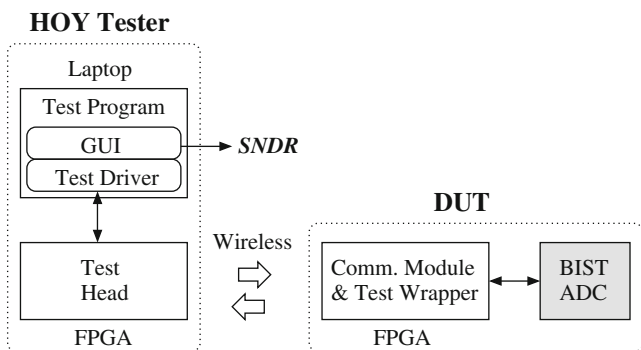 HOY Tester
Laptop
Test Program
GUI
SNDR
Test Driver
Test
Head
FPGA
Wireless
DUT
Comm. Module
& Test Wrapper
BIST
ADC
FPGA